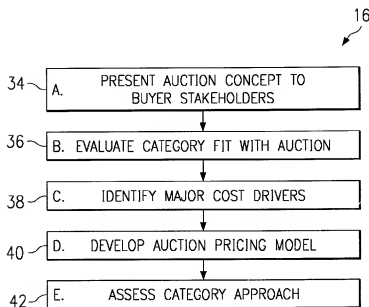 16
34 A. PRESENT AUCTION CONCEPT TO
BUYER STAKEHOLDERS
36 B. EVALUATE CATEGORY FIT WITH AUCTION
38 C. IDENTIFY MAJOR COST DRIVERS
40 D. DEVELOP AUCTION PRICING MODEL
42 E. ASSESS CATEGORY APPROACH